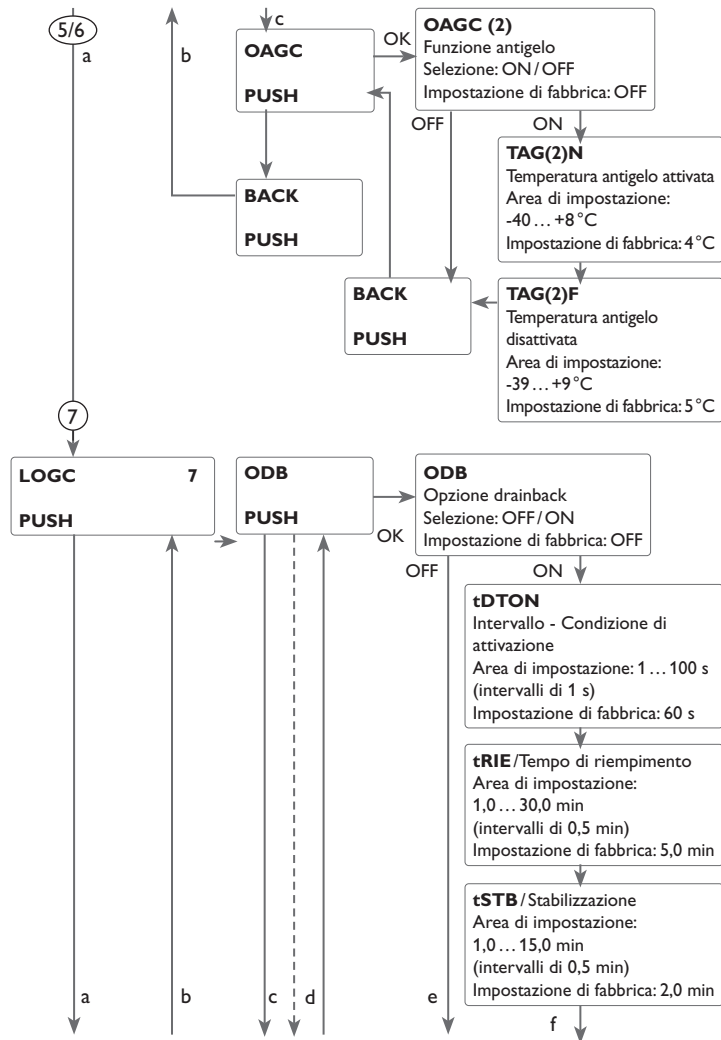 5/6
a
b
c
OAGC
PUSH
OK
OAGC (2)
Funzione antigelo
Selezione: ON / OFF
Impostazione di fabbrica: OFF
OFF
ON
BACK
PUSH
TAG(2)N
Temperatura antigelo attivata
Area di impostazione:
-40 … +8 °C
Impostazione di fabbrica: 4 °C
BACK
PUSH
TAG(2)F
Temperatura antigelo
disattivata
Area di impostazione:
-39 … +9 °C
Impostazione di fabbrica: 5 °C
7
LOGC 7
PUSH
ODB
PUSH
OK
ODB
Opzione drainback
Selezione: OFF / ON
Impostazione di fabbrica: OFF
OFF
ON
tDTON
Intervallo - Condizione di
attivazione
Area di impostazione: 1 … 100 s
(intervalli di 1 s)
Impostazione di fabbrica: 60 s
tRIE /Tempo di riempimento
Area di impostazione:
1,0 … 30,0 min
(intervalli di 0,5 min)
Impostazione di fabbrica: 5,0 min
tSTB / Stabilizzazione
Area di impostazione:
1,0 … 15,0 min
(intervalli di 0,5 min)
Impostazione di fabbrica: 2,0 min
a
b
c
d
e
f